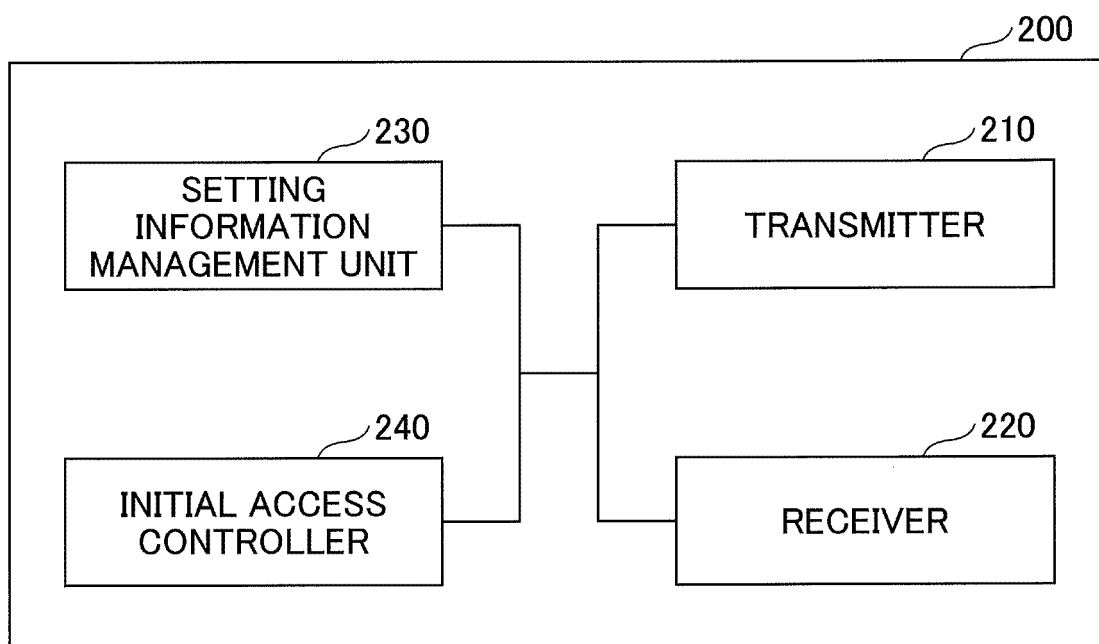 200
230
SETTING
INFORMATION
MANAGEMENT UNIT
210
TRANSMITTER
240
INITIAL ACCESS
CONTROLLER
220
RECEIVER